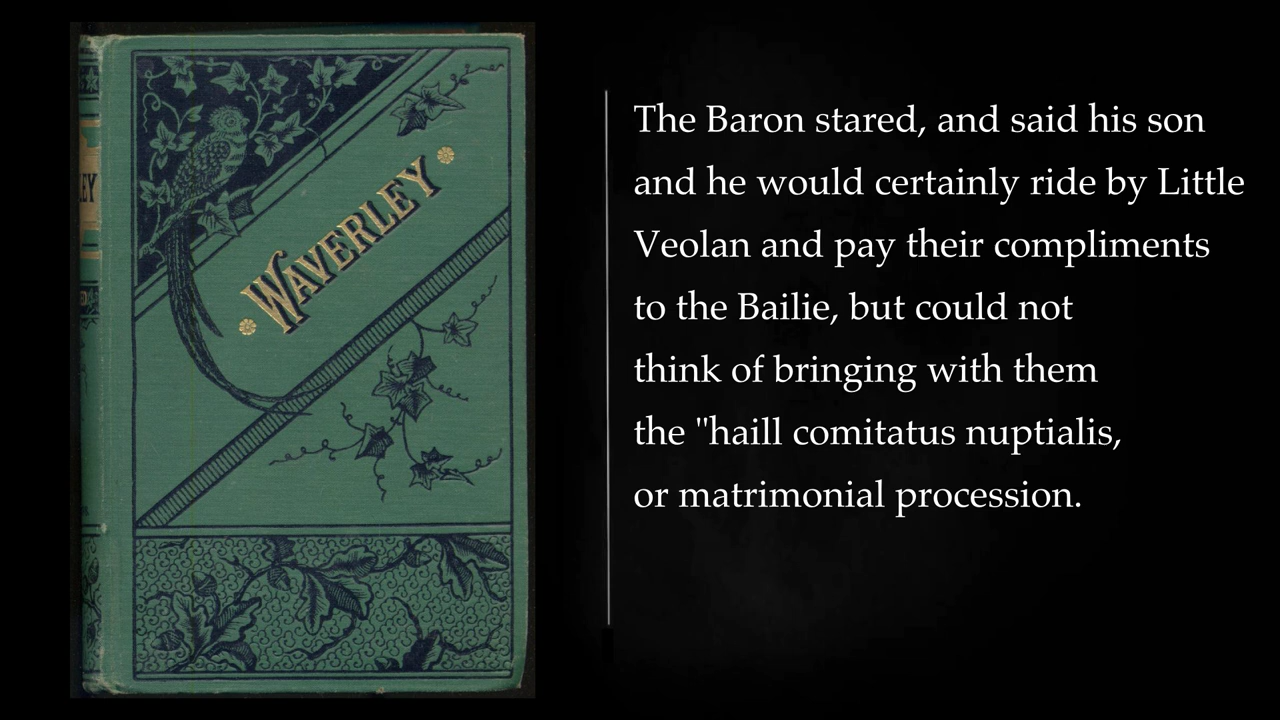 WAVERLEY
EY
The Baron stared, and said his son
and he would certainly ride by Little
Veolan and pay their compliments
to the Bailie, but could not
think of bringing with them
the "haill comitatus nuptialis,
or matrimonial procession.